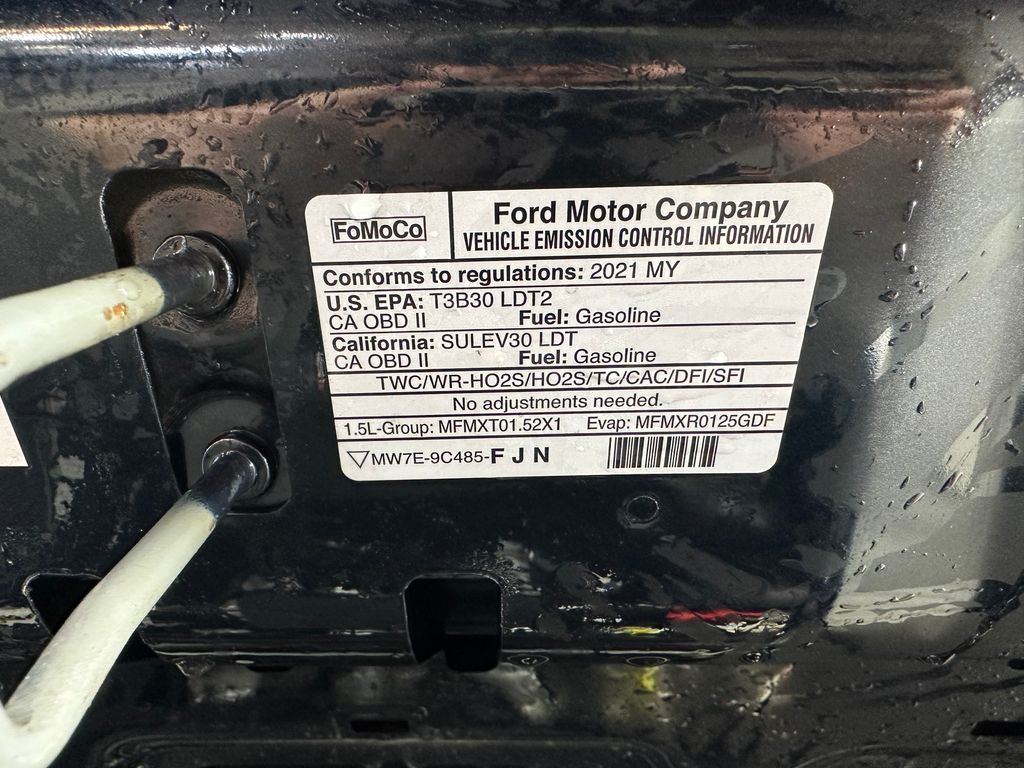 FoMoCo
Ford Motor Company
VEHICLE EMISSION CONTROL INFORMATION
Conforms to regulations: 2021 MY
U.S. EPA: T3B30 LDT2
CA OBD II Fuel: Gasoline
California: SULEV30 LDT
CA OBD II Fuel: Gasoline
TWC/WR-HO2S/HO2S/TC/CAC/DFI/SFI
No adjustments needed.
1.5L-Group: MFMXT01.52X1 Evap: MFMXR0125GDF
MW7E-9C485-F J N